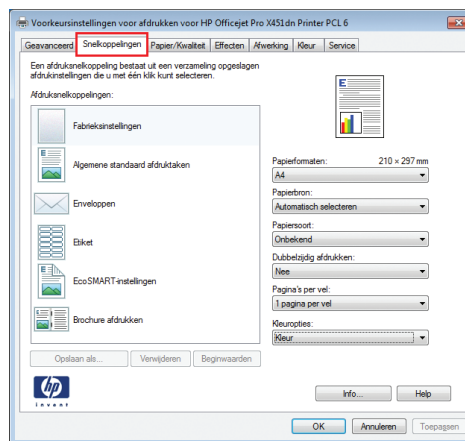 Voorkeursinstellingen voor afdrukken voor HP Officejet Pro X451dn Printer PCL 6
Geavanceerd Snelkoppelingen Papier/Kwaliteit Effecten Afwerking Kleur Service
Een afdruksnelkoppeling bestaat uit een verzameling opgeslagen
afdrukinstellingen die u met één klik kunt selecteren.
Afdruksnelkoppelingen:
Fabrieksinstellingen
Algemene standaard afdruktaken
Enveloppen
Etiket
EcoSMART-instellingen
Brochure afdrukken
Opslaan als... Verwijderen Beginwaarden
Papierformaten: 210 × 297 mm
A4
Papierbron:
Automatisch selecteren
Papiersoort:
Onbekend
Dubbelzijdig afdrukken:
Nee
Pagina's per vel:
1 pagina per vel
Kleuropties:
Kleur
hp
invent
Info... Help
OK Annuleren Toepassen